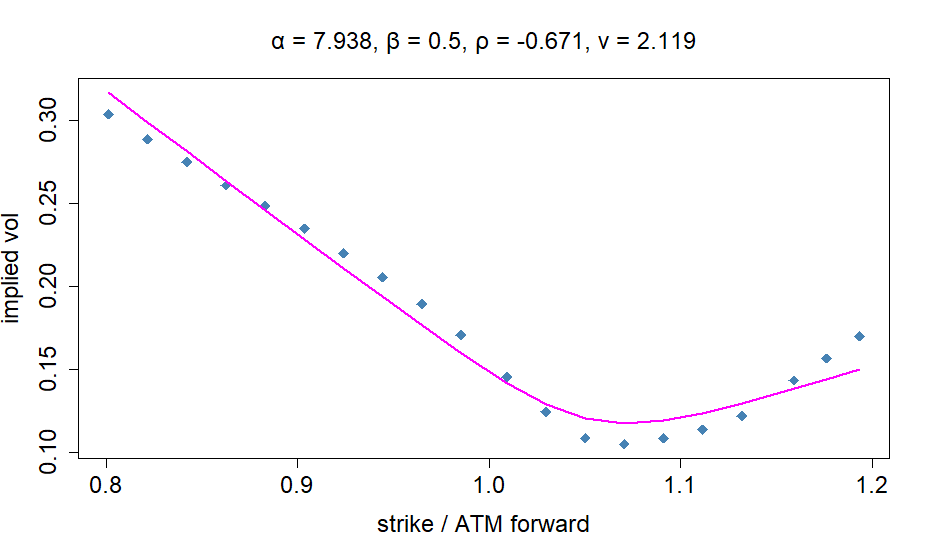 α = 7.938, β = 0.5, ρ = -0.671, ν = 2.119
implied vol
0.30
0.25
0.20
0.15
0.10
0.8 0.9 1.0 1.1 1.2
strike / ATM forward